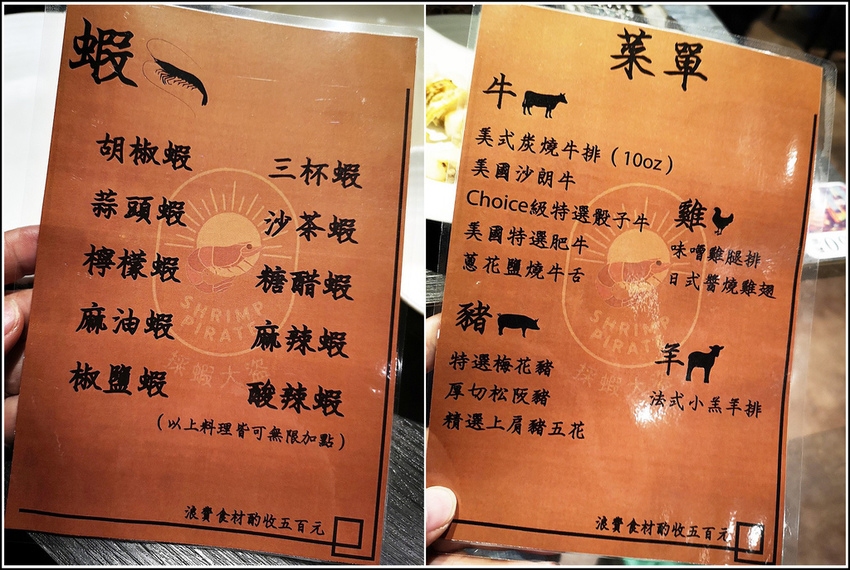 蝦
胡椒蝦
蒜頭蝦
檸檬蝦
麻油蝦
椒鹽蝦
三杯蝦
沙茶蝦
糖醋蝦
麻辣蝦
酸辣蝦
(以上料理皆可無限加點)
SHRIMP
PIRATE
浪費食材酌收五百元
菜單
牛
美式炭燒牛排(10oz)
美國沙朗牛
Choice級特選骰子牛
美國特選肥牛
蔥花鹽燒牛舌
豬
特選梅花豬
厚切松阪豬
精選上肩豬五花
雞
味噌雞腿排
日式醬燒雞翅
羊
法式小羔羊排
SHRIMP
PIRATE
浪費食材酌收五百元